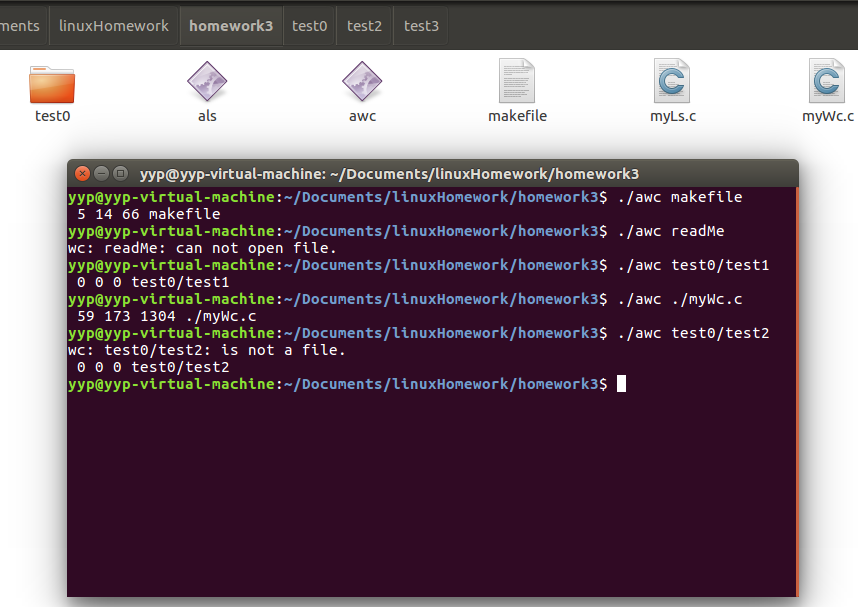 ments linuxHomework homework3 test0 test2 test3
test0 als awc makefile myLs.c myWc.c
yyp@yyp-virtual-machine: ~/Documents/linuxHomework/homework3
yyp@yyp-virtual-machine:~/Documents/linuxHomework/homework3$ ./awc makefile
 5 14 66 makefile
yyp@yyp-virtual-machine:~/Documents/linuxHomework/homework3$ ./awc readMe
wc: readMe: can not open file.
yyp@yyp-virtual-machine:~/Documents/linuxHomework/homework3$ ./awc test0/test1
 0 0 0 test0/test1
yyp@yyp-virtual-machine:~/Documents/linuxHomework/homework3$ ./awc ./myWc.c
 59 173 1304 ./myWc.c
yyp@yyp-virtual-machine:~/Documents/linuxHomework/homework3$ ./awc test0/test2
wc: test0/test2: is not a file.
 0 0 0 test0/test2
yyp@yyp-virtual-machine:~/Documents/linuxHomework/homework3$